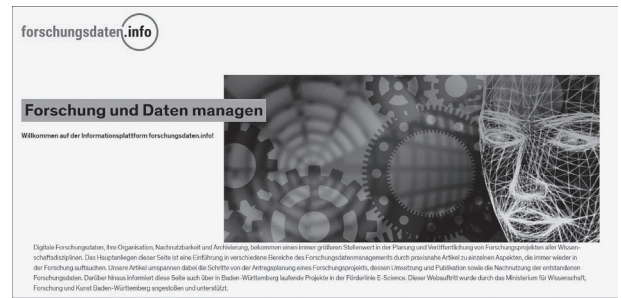 forschungsdaten.info
Forschung und Daten managen
Willkommen auf der Informationsplattform forschungsdaten.info!
Digitale Forschungsdaten, ihre Organisation, Nachnutzbarkeit und Archivierung, bekommen einen immer größeren Stellenwert in der Planung und Veröffentlichung von Forschungsprojekten aller Wissen-
schaftsdisziplinen. Das Hauptanliegen dieser Seite ist eine Einführung in verschiedene Bereiche des Forschungsdatenmanagements durch praxisnahe Artikel zu einzelnen Aspekten, die immer wieder in
der Forschung auftauchen. Unsere Artikel umspannen dabei die Schritte von der Antragsplanung eines Forschungsprojekts, dessen Umsetzung und Publikation sowie die Nachnutzung der entstandenen
Forschungsdaten. Darüber hinaus informiert diese Seite auch über in Baden-Württemberg laufende Projekte in der Förderlinie E-Science. Dieser Webauftritt wurde durch das Ministerium für Wissenschaft,
Forschung und Kunst Baden-Württemberg angestoßen und unterstützt.